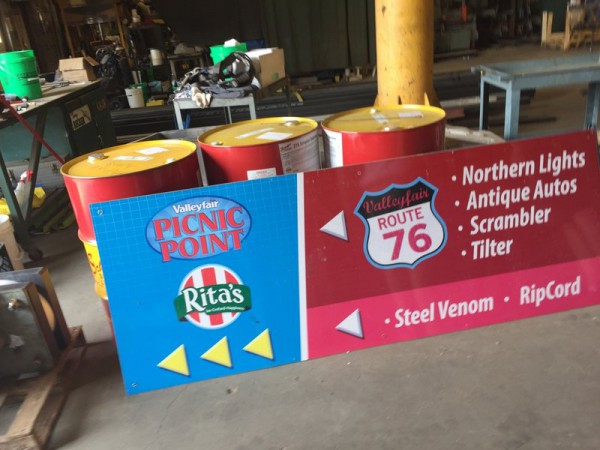 Valleyfair
PICNIC
POINT
Rita's
Valleyfair
ROUTE
76
· Northern Lights
· Antique Autos
· Scrambler
· Tilter
· Steel Venom · RipCord